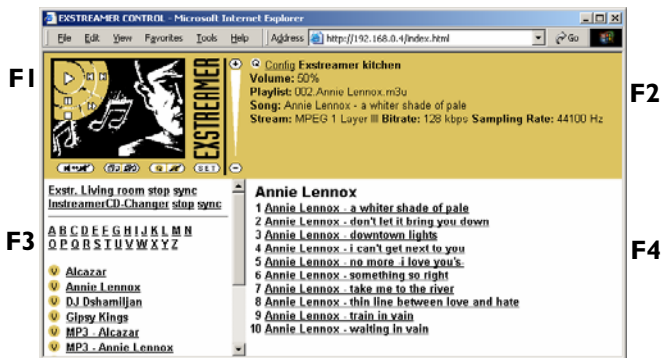 EXSTREAMER CONTROL - Microsoft Internet Explorer
File Edit View Favorites Tools Help Address http://192.168.0.4/index.html Go
F1
EXSTREAMER
SET
Config Exstreamer kitchen
Volume: 50%
Playlist: 002.Annie Lennox.m3u
Song: Annie Lennox - a whiter shade of pale
Stream: MPEG 1 Layer III Bitrate: 128 kbps Sampling Rate: 44100 Hz
F2
F3
Exstr. Living room stop sync
InstreamerCD-Changer stop sync
A B C D E F G H I J K L M N
O P Q R S T U V W X Y Z
V Alcazar
V Annie Lennox
V DJ Dshamiljan
V Gipsy Kings
V MP3 - Alcazar
V MP3 - Annie Lennox
Annie Lennox
1 Annie Lennox - a whiter shade of pale
2 Annie Lennox - don't let it bring you down
3 Annie Lennox - downtown lights
4 Annie Lennox - i can't get next to you
5 Annie Lennox - no more -i love you's-
6 Annie Lennox - something so right
7 Annie Lennox - take me to the river
8 Annie Lennox - thin line between love and hate
9 Annie Lennox - train in vain
10 Annie Lennox - waiting in vain
F4